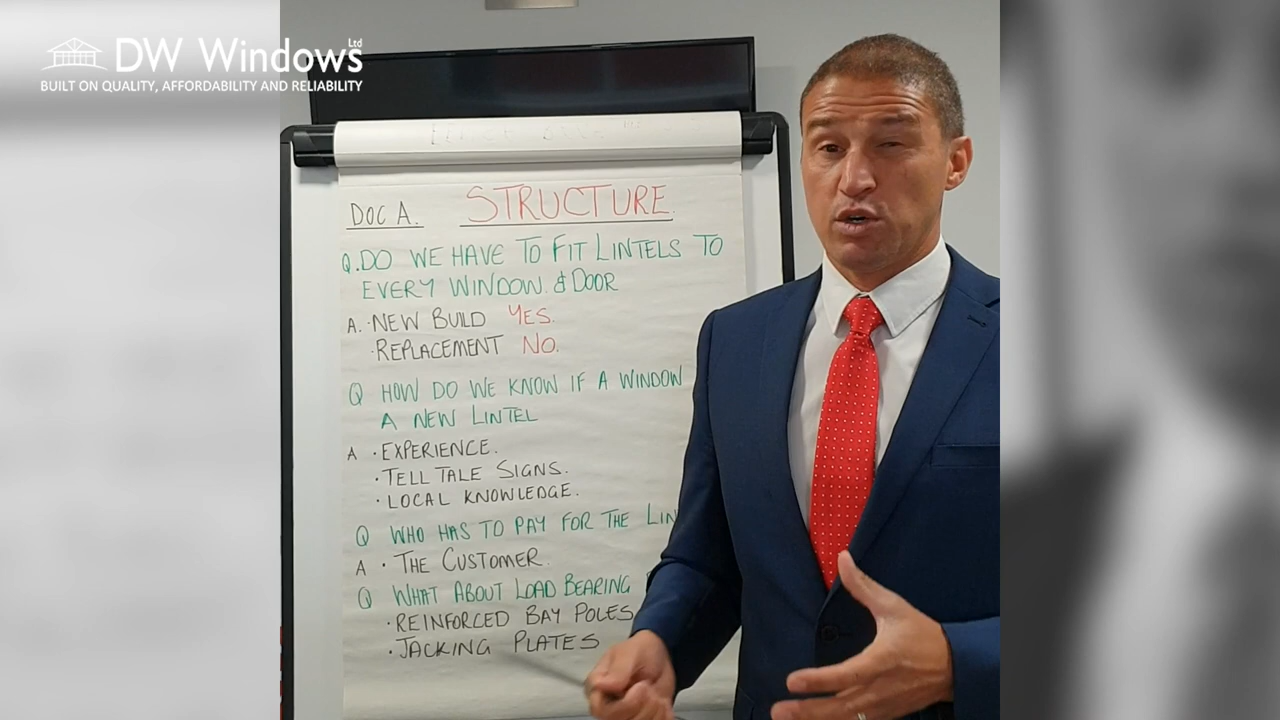 DW Windows Ltd
BUILT ON QUALITY, AFFORDABILITY AND RELIABILITY
DOC A. STRUCTURE.
Q. DO WE HAVE TO FIT LINTELS TO
EVERY WINDOW & DOOR
A. · NEW BUILD YES.
· REPLACEMENT NO.
Q HOW DO WE KNOW IF A WINDOW
A NEW LINTEL
A · EXPERIENCE.
· TELL TALE SIGNS.
· LOCAL KNOWLEDGE.
Q WHO HAS TO PAY FOR THE
A · THE CUSTOMER.
Q WHAT ABOUT LOAD BEARING
· REINFORCED BAY POLES
· JACKING PLATES